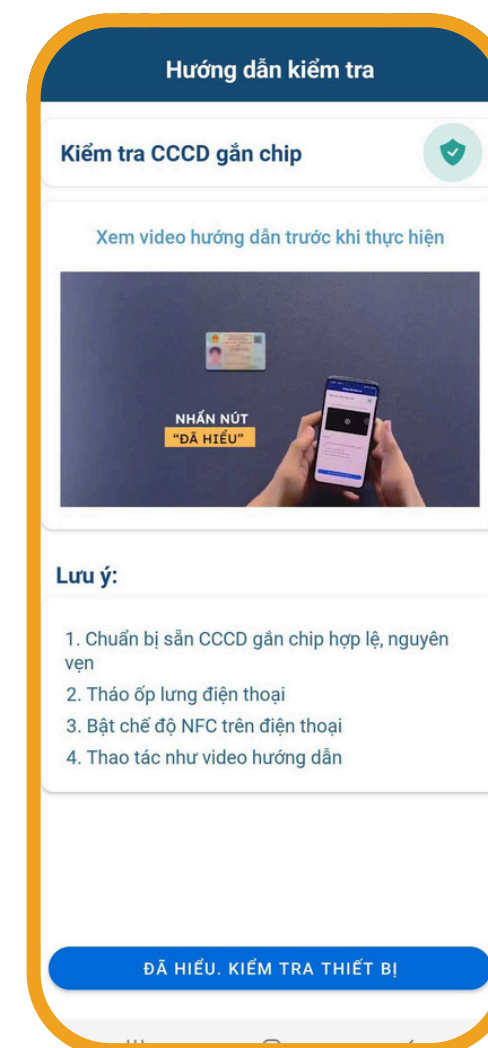 Hướng dẫn kiểm tra
Kiểm tra CCCD gắn chip
Xem video hướng dẫn trước khi thực hiện
NHẤN NÚT
"ĐÃ HIỂU"
Lưu ý:
1. Chuẩn bị sẵn CCCD gắn chip hợp lệ, nguyên
vẹn
2. Tháo ốp lưng điện thoại
3. Bật chế độ NFC trên điện thoại
4. Thao tác như video hướng dẫn
ĐÃ HIỂU. KIỂM TRA THIẾT BỊ